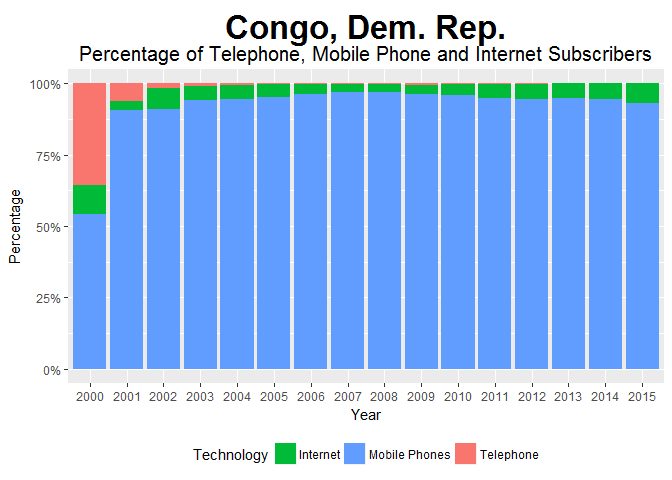 Congo, Dem. Rep.
Percentage of Telephone, Mobile Phone and Internet Subscribers
100%
75%
50%
25%
0%
Percentage
2000 2001 2002 2003 2004 2005 2006 2007 2008 2009 2010 2011 2012 2013 2014 2015
Year
Technology Internet Mobile Phones Telephone